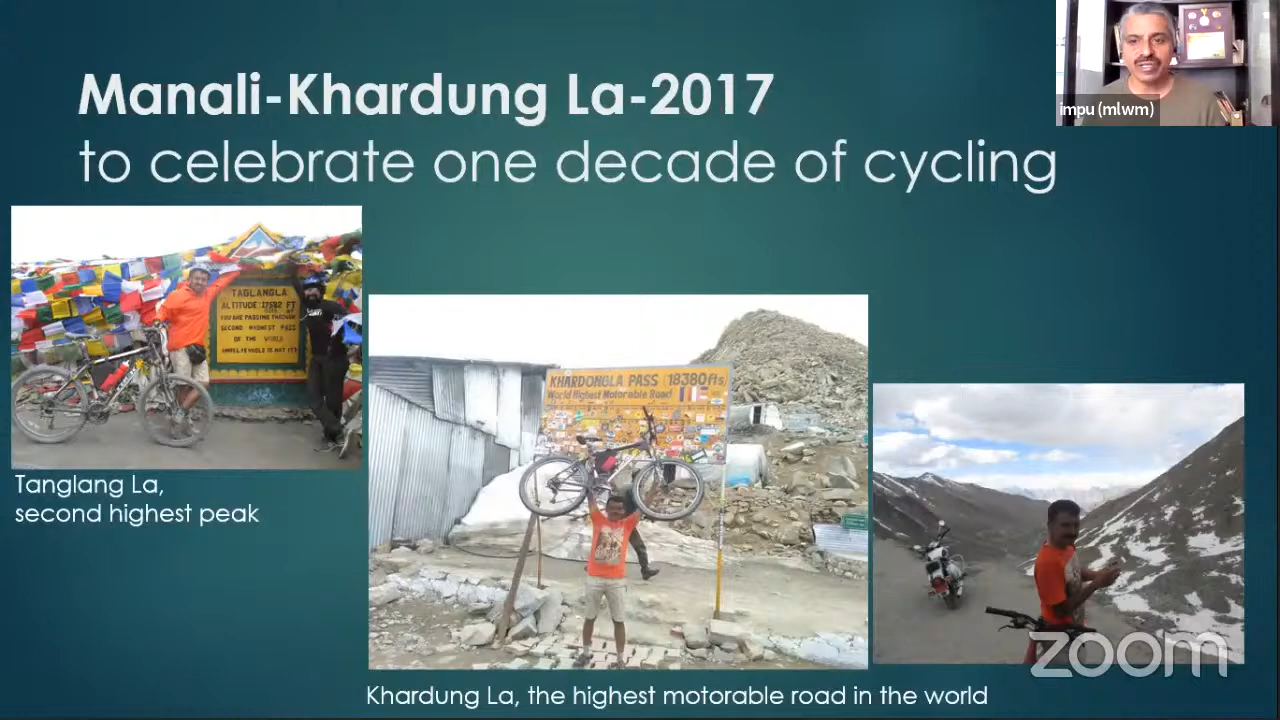 Manali-Khardung La-2017
to celebrate one decade of cycling
impu (mlwm)
TAGLANGLA
ALTITUDE 17582 FT
YOU ARE PASSING THROUGH
SECOND HIGHEST PASS
OF THE WORLD
Tanglang La,
second highest peak
KHARDONGLA PASS (18380fts)
World Highest Motorable Road
Khardung La, the highest motorable road in the world
zoom